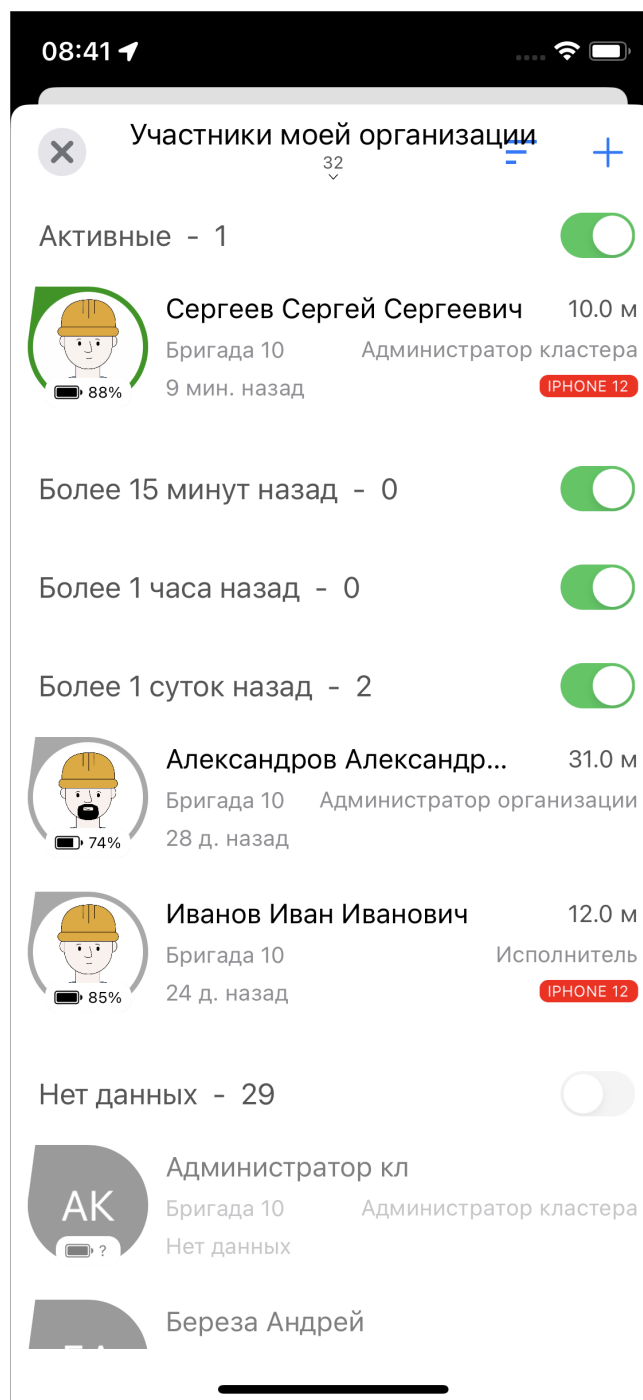 08:41
Участники моей организации
32
Активные - 1
Сергеев Сергей Сергеевич 10.0 м
Бригада 10 Администратор кластера
88% 9 мин. назад IPHONE 12
Более 15 минут назад - 0
Более 1 часа назад - 0
Более 1 суток назад - 2
Александров Александр... 31.0 м
Бригада 10 Администратор организации
74% 28 д. назад
Иванов Иван Иванович 12.0 м
Бригада 10 Исполнитель
85% 24 д. назад IPHONE 12
Нет данных - 29
Администратор кл
АК Бригада 10 Администратор кластера
? Нет данных
Береза Андрей